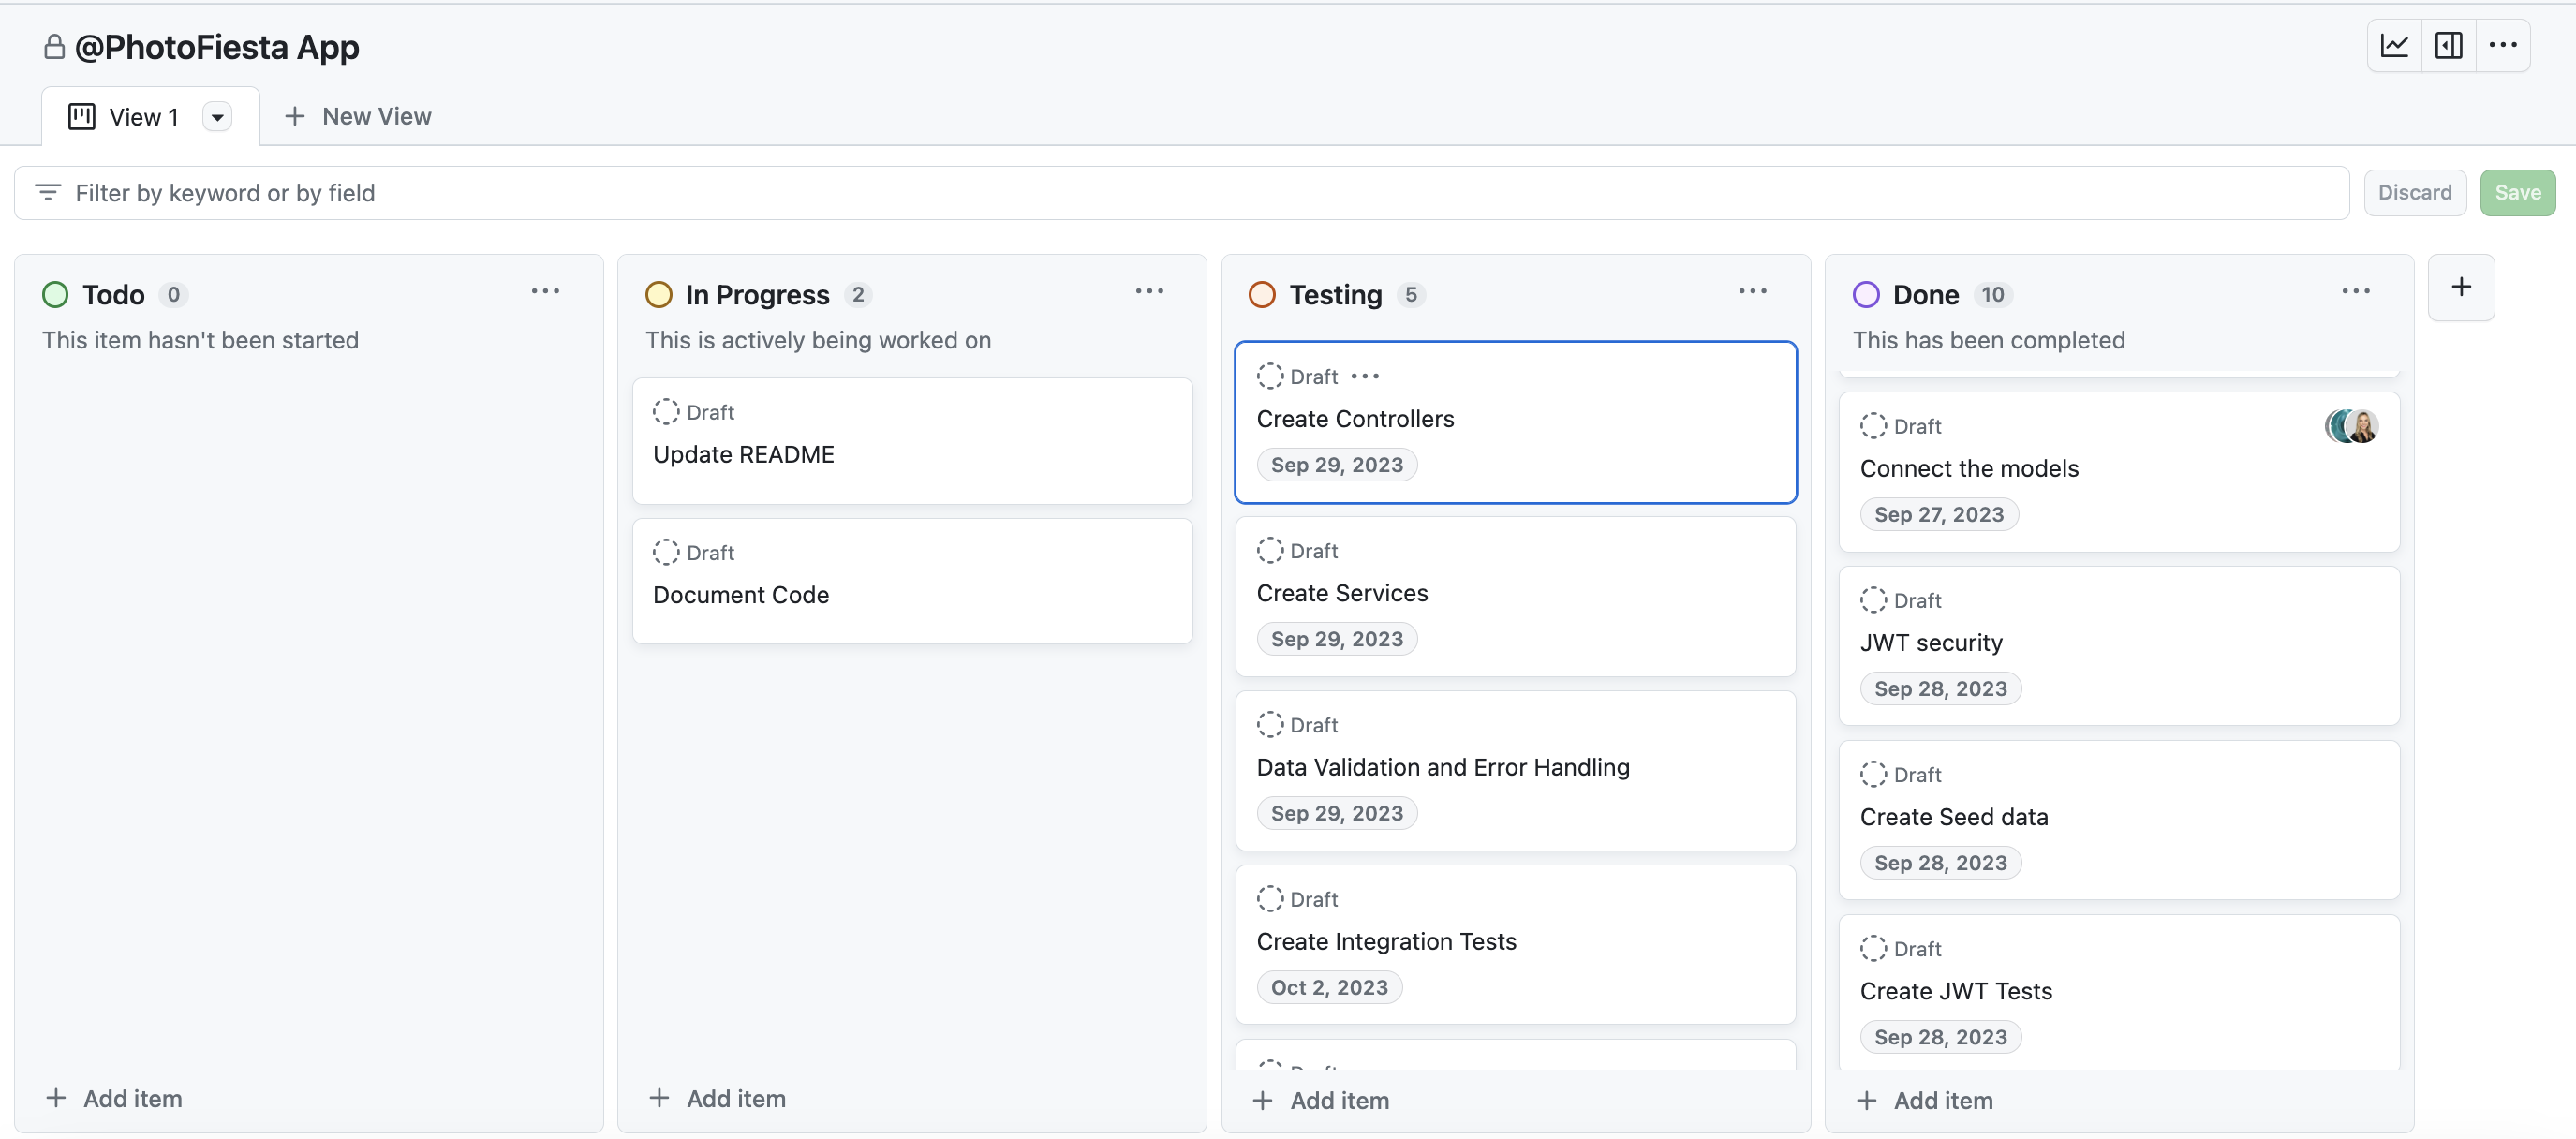 @PhotoFiesta App
View 1
New View
Filter by keyword or by field
Discard
Save
Todo 0
This item hasn't been started
Add item
In Progress 2
This is actively being worked on
Draft
Update README
Draft
Document Code
Add item
Testing 5
Draft
Create Controllers
Sep 29, 2023
Draft
Create Services
Sep 29, 2023
Draft
Data Validation and Error Handling
Sep 29, 2023
Draft
Create Integration Tests
Oct 2, 2023
Draft
Add item
Done 10
This has been completed
Draft
Connect the models
Sep 27, 2023
Draft
JWT security
Sep 28, 2023
Draft
Create Seed data
Sep 28, 2023
Draft
Create JWT Tests
Sep 28, 2023
Add item